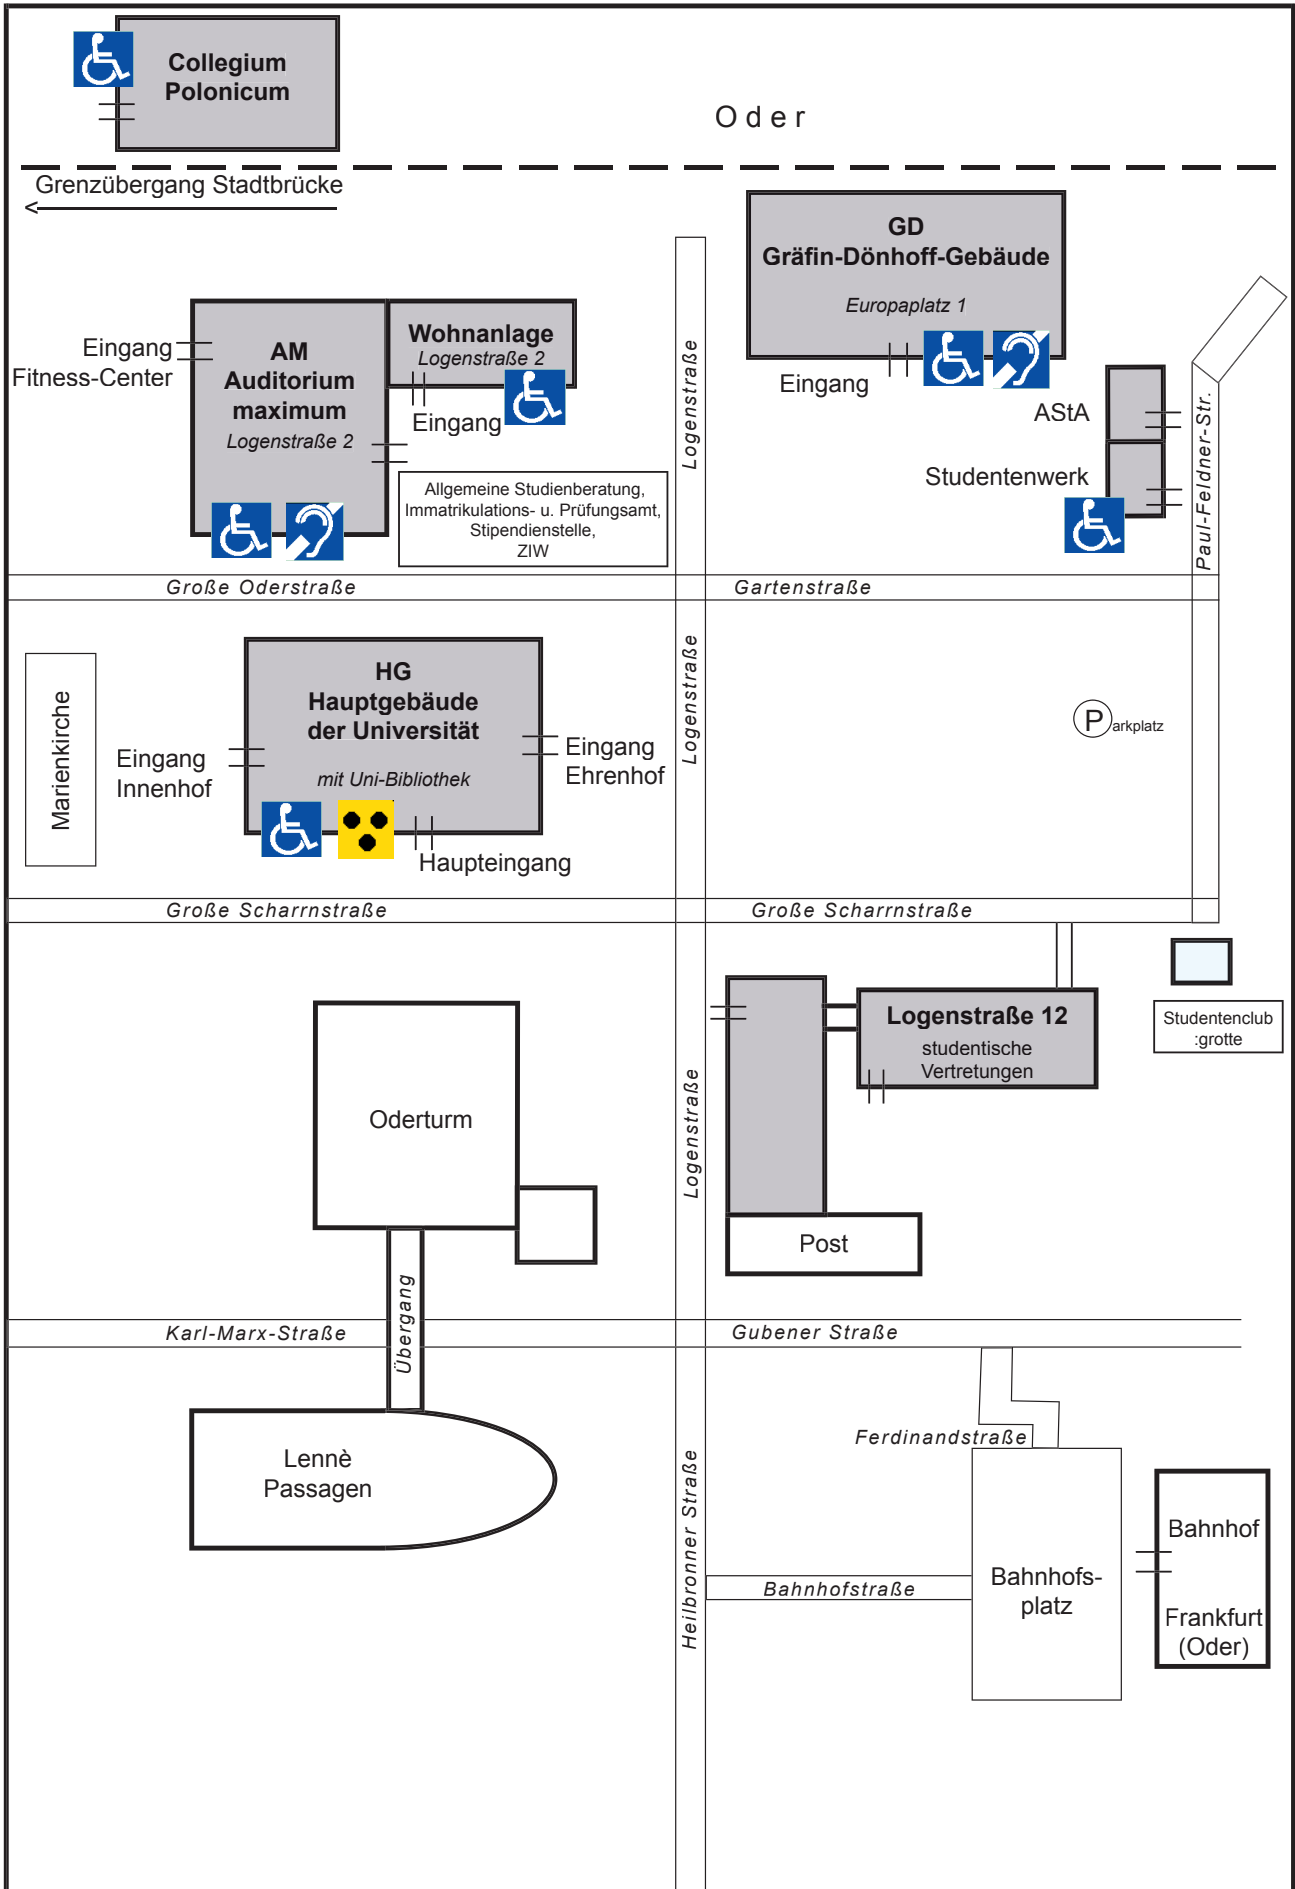 Collegium
Polonicum
Oder
Grenzübergang Stadtbrücke
GD
Gräfin-Dönhoff-Gebäude
Europaplatz 1
Eingang
Eingang
Fitness-Center
AM
Auditorium
maximum
Logenstraße 2
Wohnanlage
Logenstraße 2
Eingang
Logenstraße
AStA
Studentenwerk
Paul-Feldner-Str.
Allgemeine Studienberatung,
Immatrikulations- u. Prüfungsamt,
Stipendienstelle,
ZIW
Große Oderstraße
Gartenstraße
Marienkirche
HG
Hauptgebäude
der Universität
mit Uni-Bibliothek
Eingang
Innenhof
Eingang
Ehrenhof
Haupteingang
Logenstraße
Parkplatz
Große Scharrnstraße
Große Scharrnstraße
Oderturm
Logenstraße
Logenstraße 12
studentische
Vertretungen
Studentenclub
:grotte
Post
Übergang
Karl-Marx-Straße
Gubener Straße
Lennè
Passagen
Heilbronner Straße
Ferdinandstraße
Bahnhofstraße
Bahnhofs-
platz
Bahnhof
Frankfurt
(Oder)